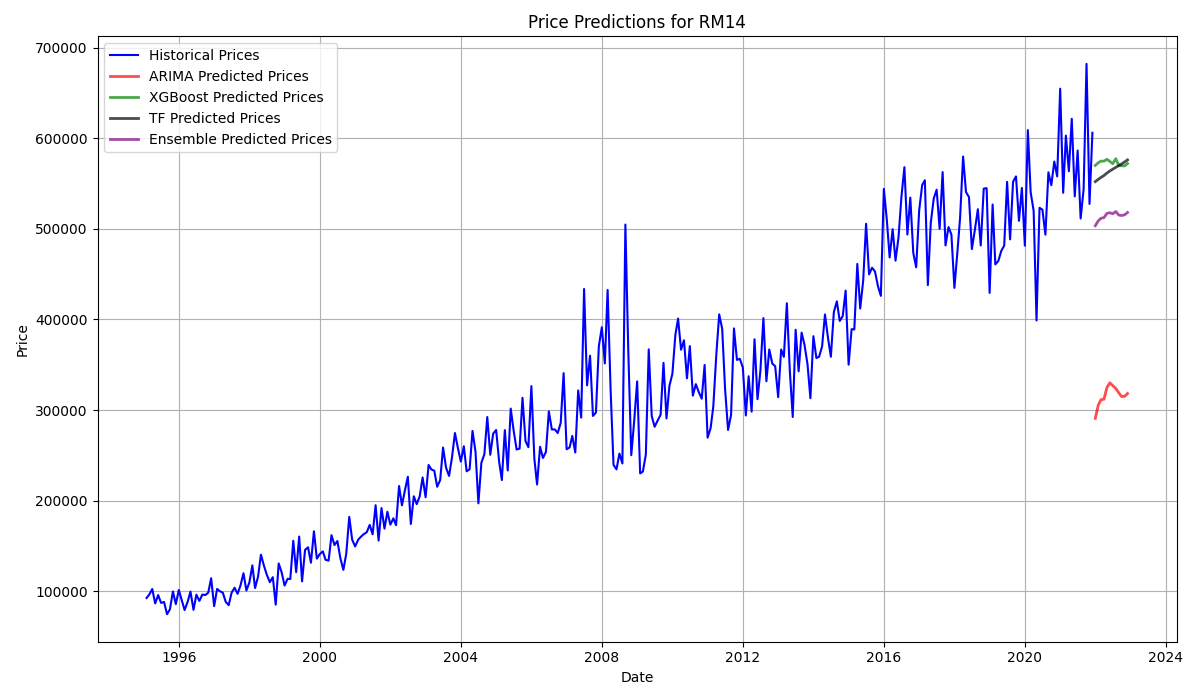 Price Predictions for RM14
Historical Prices
ARIMA Predicted Prices
XGBoost Predicted Prices
TF Predicted Prices
Ensemble Predicted Prices
700000
600000
500000
400000
300000
200000
100000
Price
1996 2000 2004 2008 2012 2016 2020 2024
Date